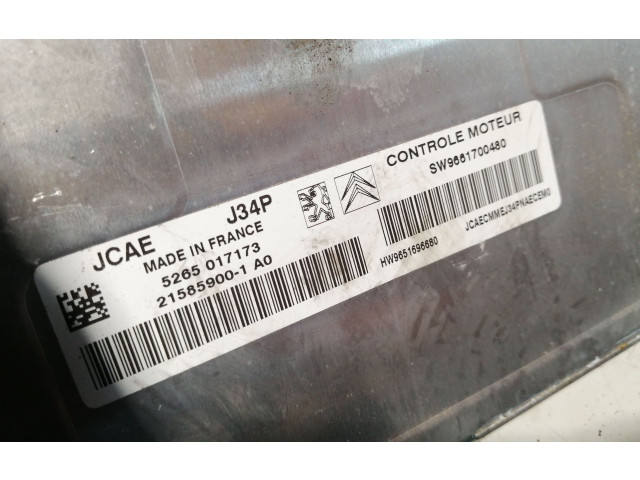 JCAE J34P
MADE IN FRANCE
5265 017173
21585900-1 A0
CONTROLE MOTEUR
SW9661700480
HW9651696680
JCAECMMEJ34PNAECEM0